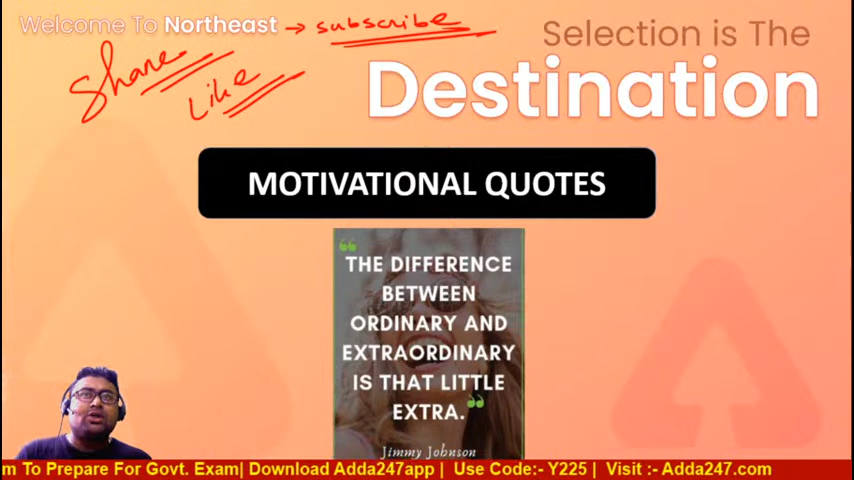 Welcome To Northeast → subscribe
Share
Like
Selection is The
Destination
MOTIVATIONAL QUOTES
“
THE DIFFERENCE
BETWEEN
ORDINARY AND
EXTRAORDINARY
IS THAT LITTLE
EXTRA.”
Jimmy Johnson
m To Prepare For Govt. Exam| Download Adda247app | Use Code:- Y225 | Visit :- Adda247.com